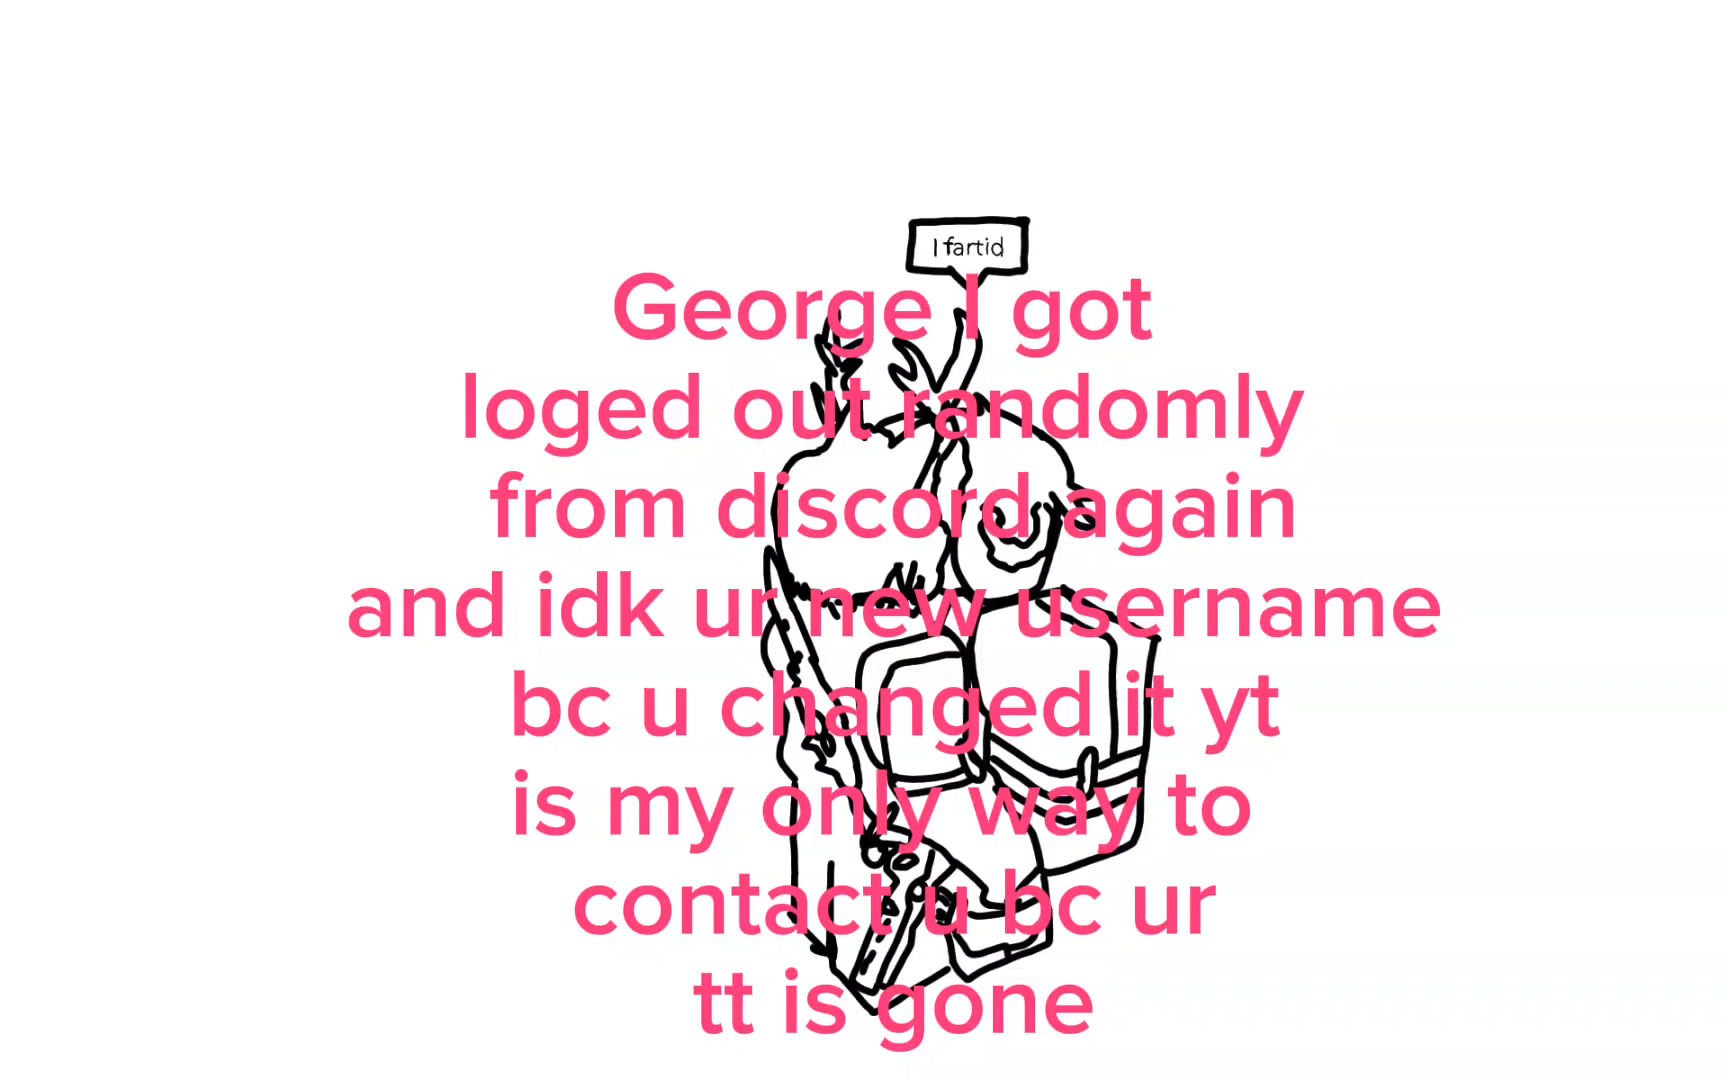 I fartid
George I got
loged out randomly
from discord again
and idk ur new username
bc u changed it yt
is my only way to
contact u bc ur
tt is gone